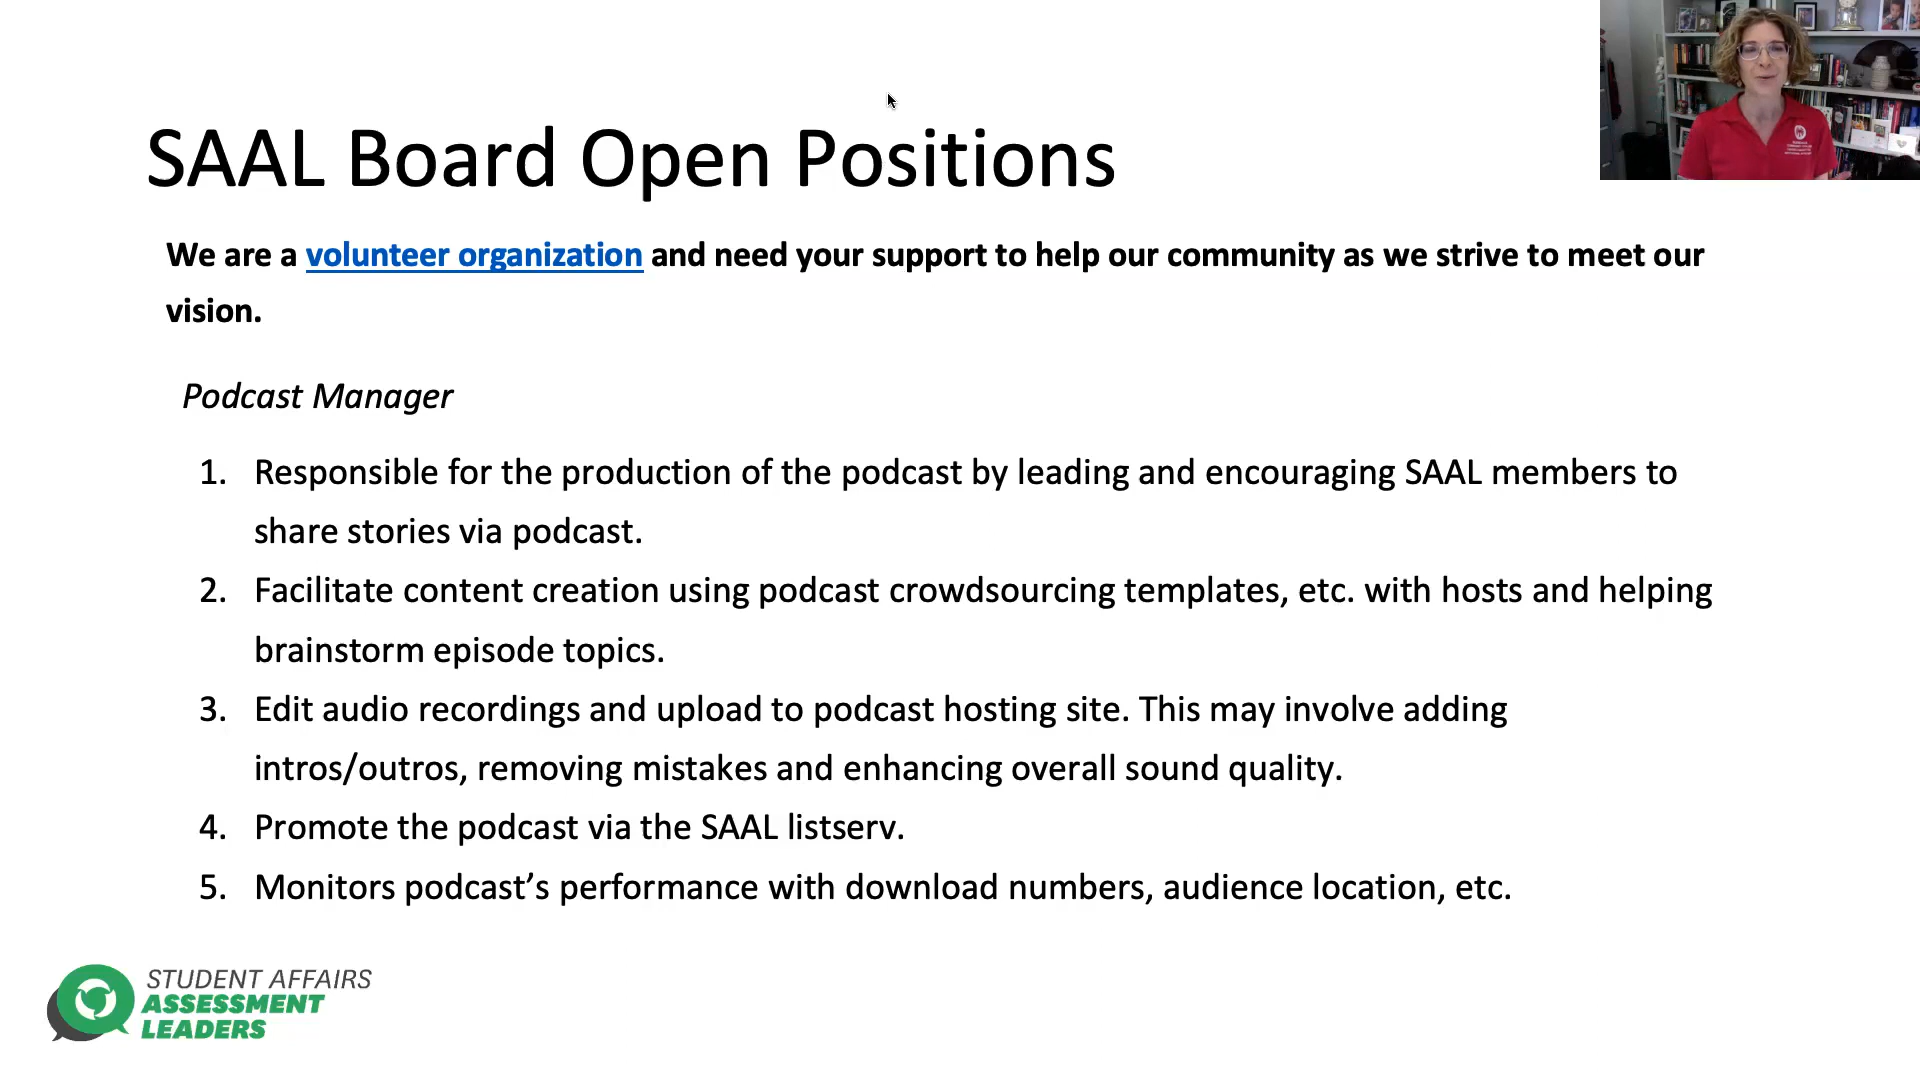 SAAL Board Open Positions
We are a volunteer organization and need your support to help our community as we strive to meet our
vision.
Podcast Manager
1. Responsible for the production of the podcast by leading and encouraging SAAL members to
share stories via podcast.
2. Facilitate content creation using podcast crowdsourcing templates, etc. with hosts and helping
brainstorm episode topics.
3. Edit audio recordings and upload to podcast hosting site. This may involve adding
intros/outros, removing mistakes and enhancing overall sound quality.
4. Promote the podcast via the SAAL listserv.
5. Monitors podcast’s performance with download numbers, audience location, etc.
STUDENT AFFAIRS
ASSESSMENT
LEADERS